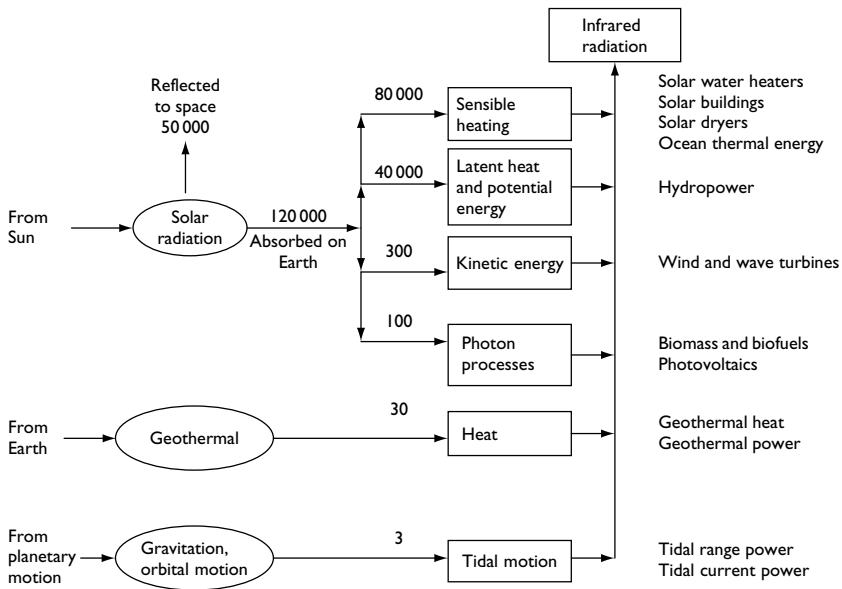 Infrared
radiation
Reflected
to space
50 000
80 000
Sensible
heating
Solar water heaters
Solar buildings
Solar dryers
Ocean thermal energy
40 000
Latent heat
and potential
energy
Hydropower
From
Sun
Solar
radiation
120 000
Absorbed on
Earth
300
Kinetic energy
Wind and wave turbines
100
Photon
processes
Biomass and biofuels
Photovoltaics
From
Earth
Geothermal
30
Heat
Geothermal heat
Geothermal power
From
planetary
motion
Gravitation,
orbital motion
3
Tidal motion
Tidal range power
Tidal current power